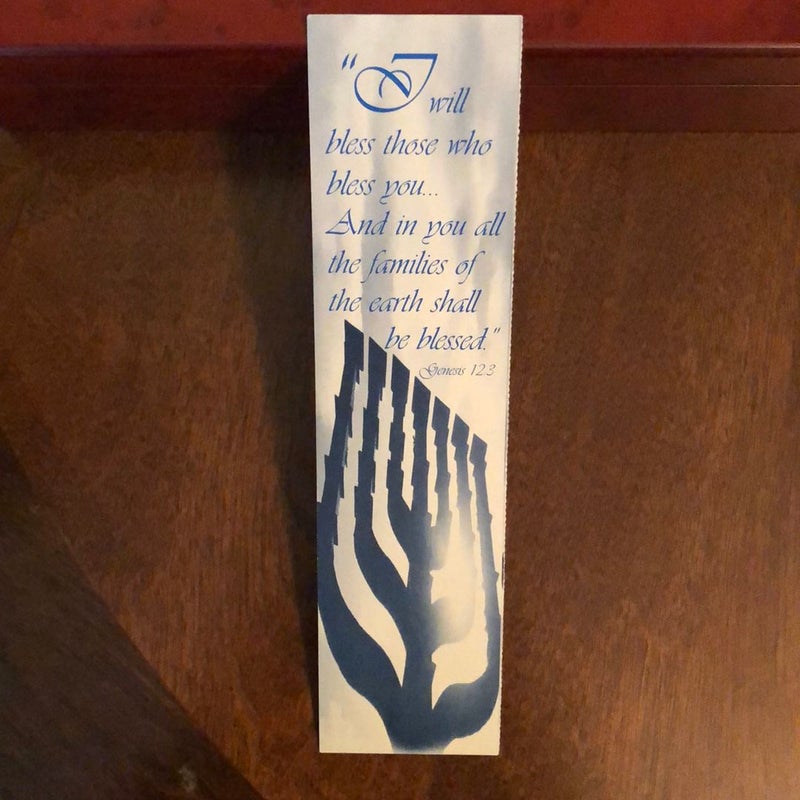 "I will
bless those who
bless you...
And in you all
the families of
the earth shall
be blessed."
Genesis 12:3